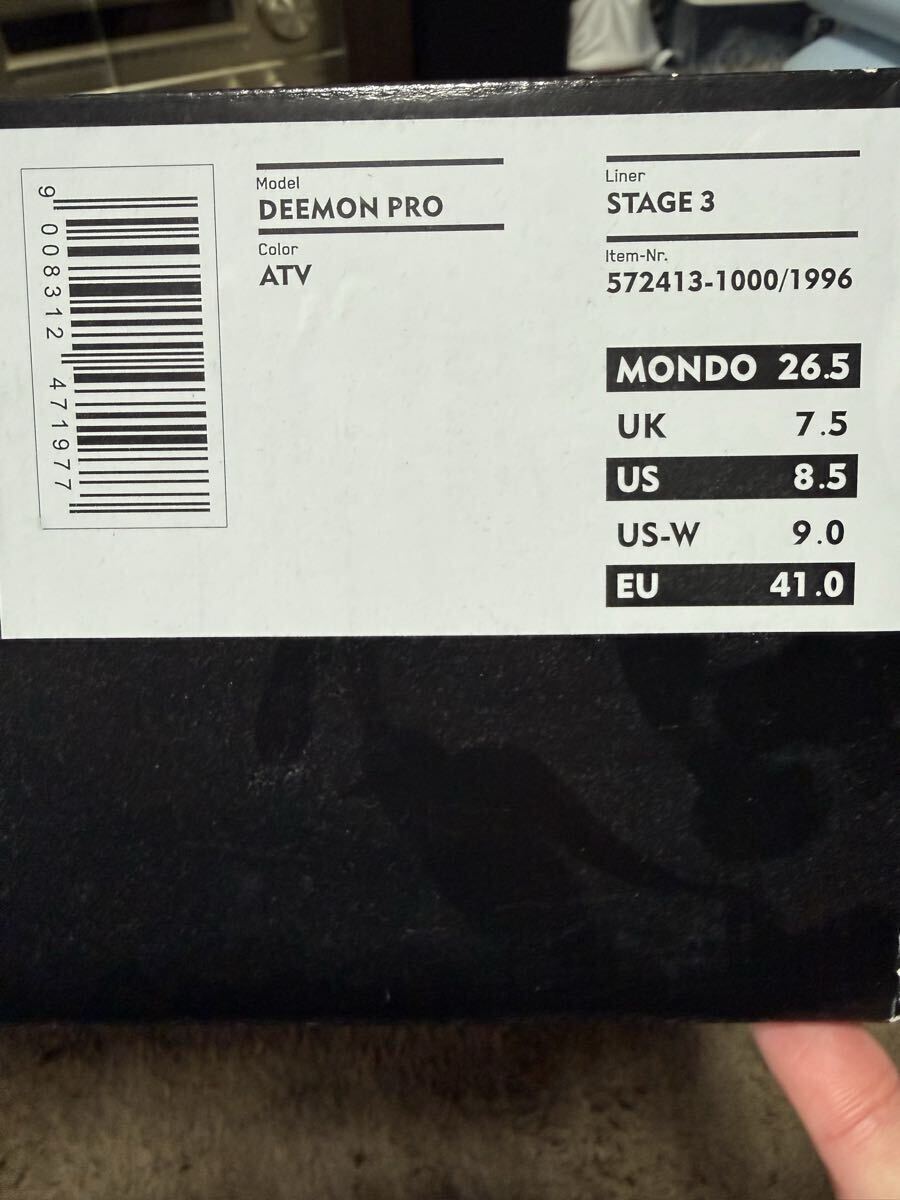 9 008312 471977
Model
DEEMON PRO
Color
ATV
Liner
STAGE 3
Item-Nr.
572413-1000/1996
MONDO 26.5
UK 7.5
US 8.5
US-W 9.0
EU 41.0